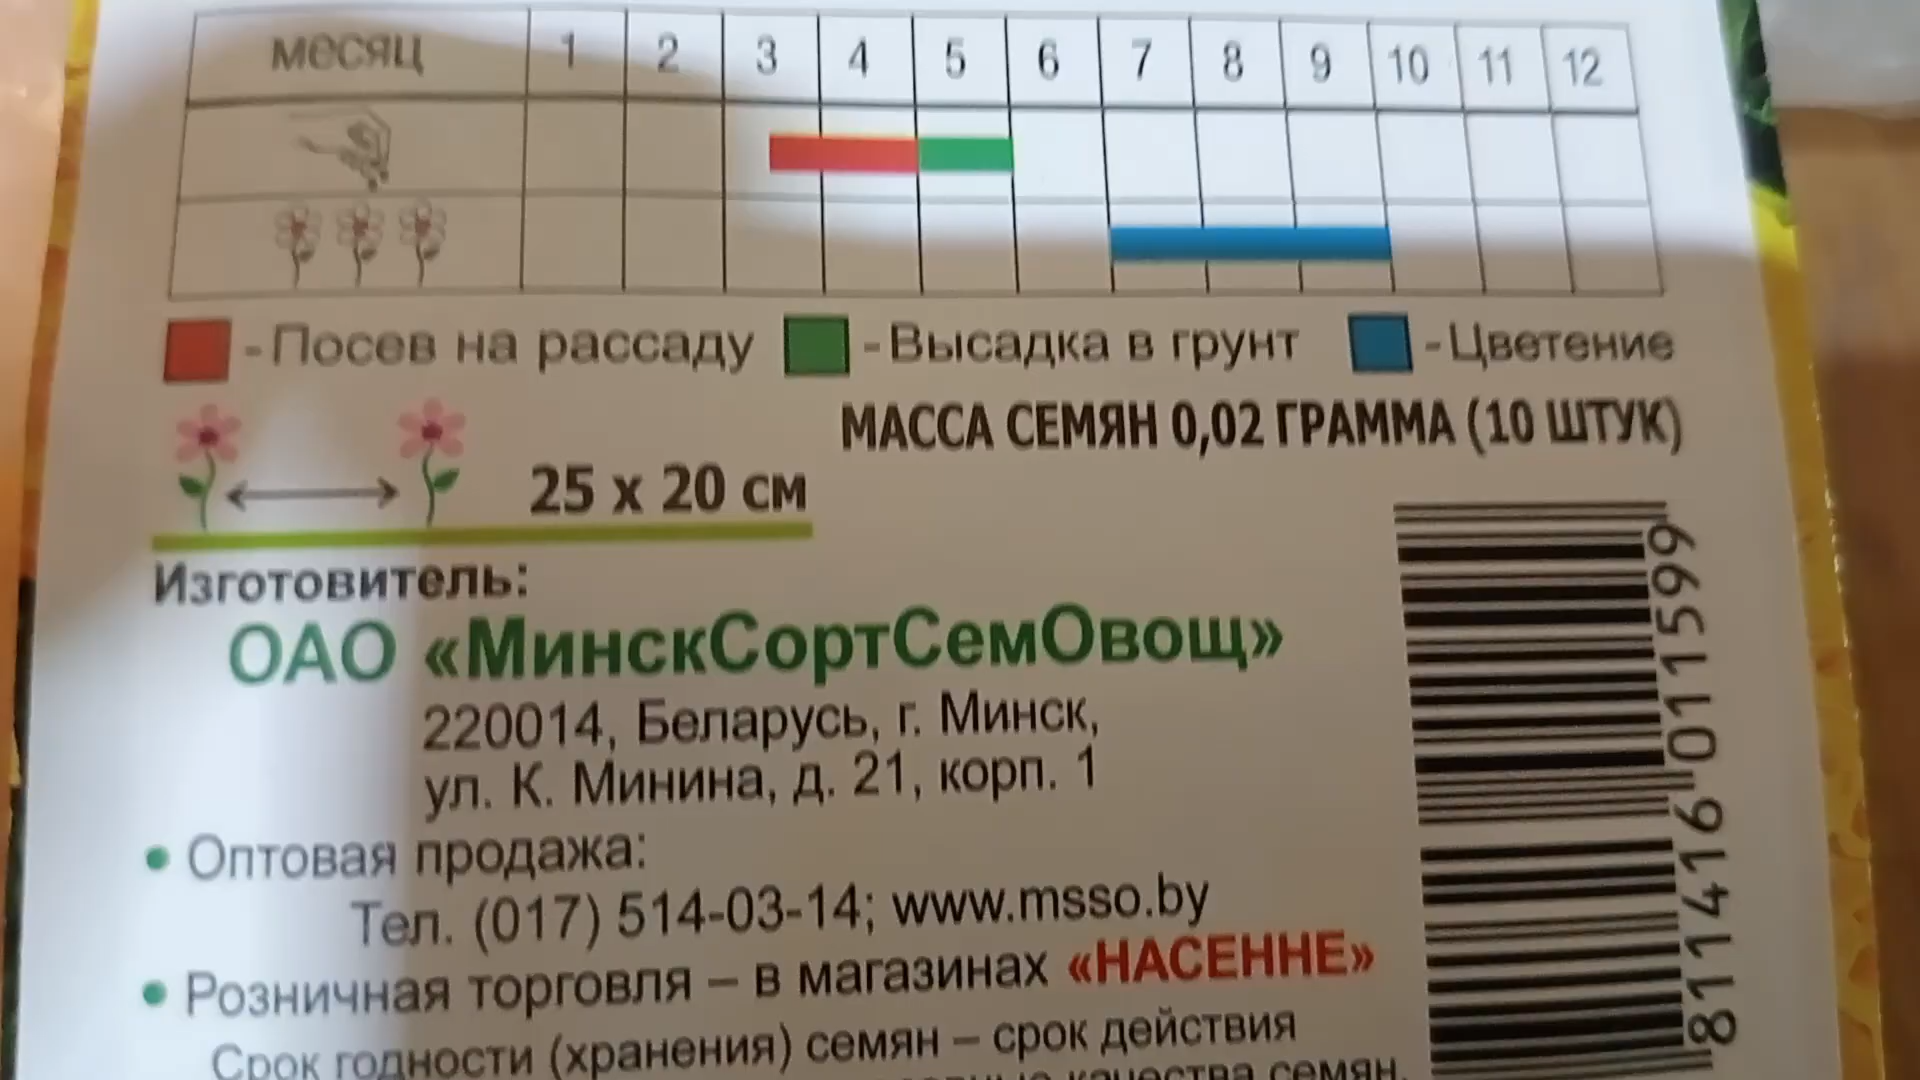 месяц 1 2 3 4 5 6 7 8 9 10 11 12
-Посев на рассаду -Высадка в грунт -Цветение
МАССА СЕМЯН 0,02 ГРАММА (10 ШТУК)
25 х 20 см
Изготовитель:
ОАО «МинскСортСемОвощ»
220014, Беларусь, г. Минск,
ул. К. Минина, д. 21, корп. 1
• Оптовая продажа:
Тел. (017) 514-03-14; www.msso.by
• Розничная торговля – в магазинах «НАСЕННЕ»
Срок годности (хранения) семян – срок действия
качества семян.
8114160011599